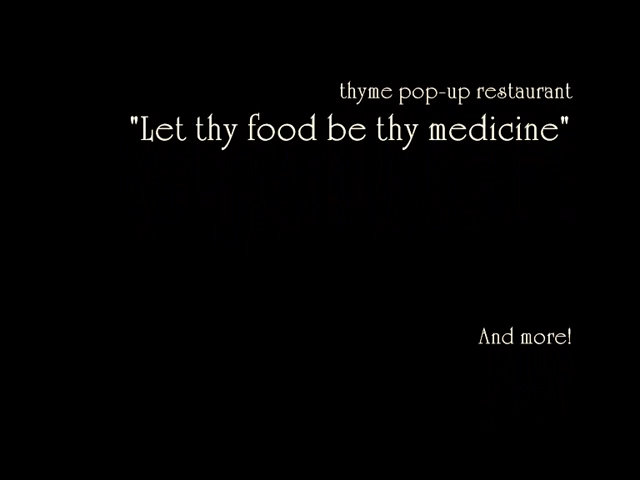 thyme pop-up restaurant
"Let thy food be thy medicine"
And more!